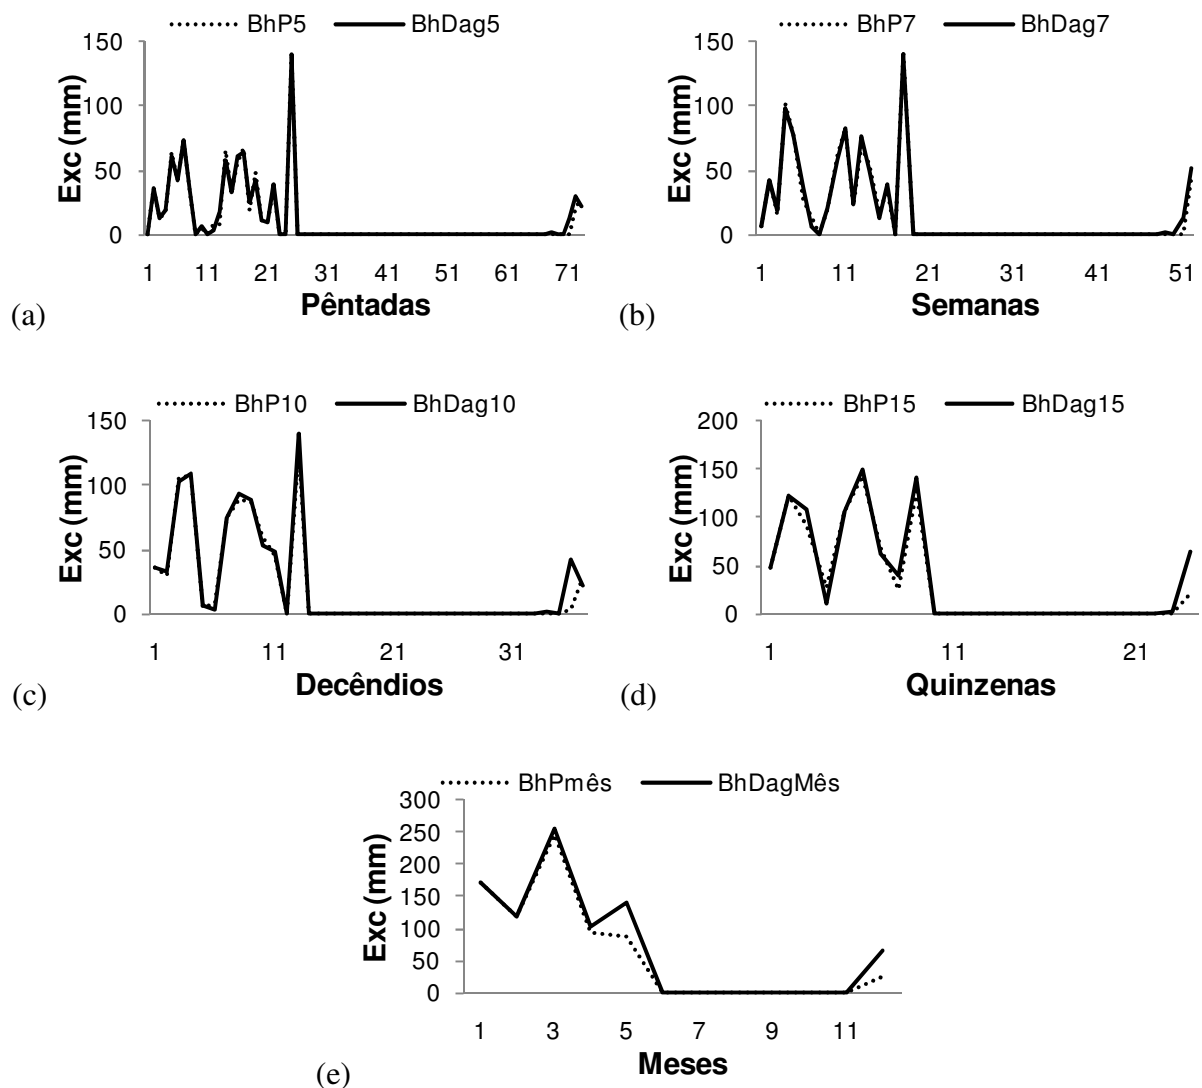 BhP5 BhDag5
150
100
50
0
Exc (mm)
1 11 21 31 41 51 61 71
Pêntadas
(a)
BhP7 BhDag7
150
100
50
0
Exc (mm)
1 11 21 31 41 51
Semanas
(b)
BhP10 BhDag10
150
100
50
0
Exc (mm)
1 11 21 31
Decêndios
(c)
BhP15 BhDag15
200
150
100
50
0
Exc (mm)
1 11 21
Quinzenas
(d)
BhPmês BhDagMês
300
250
200
150
100
50
0
Exc (mm)
1 3 5 7 9 11
Meses
(e)